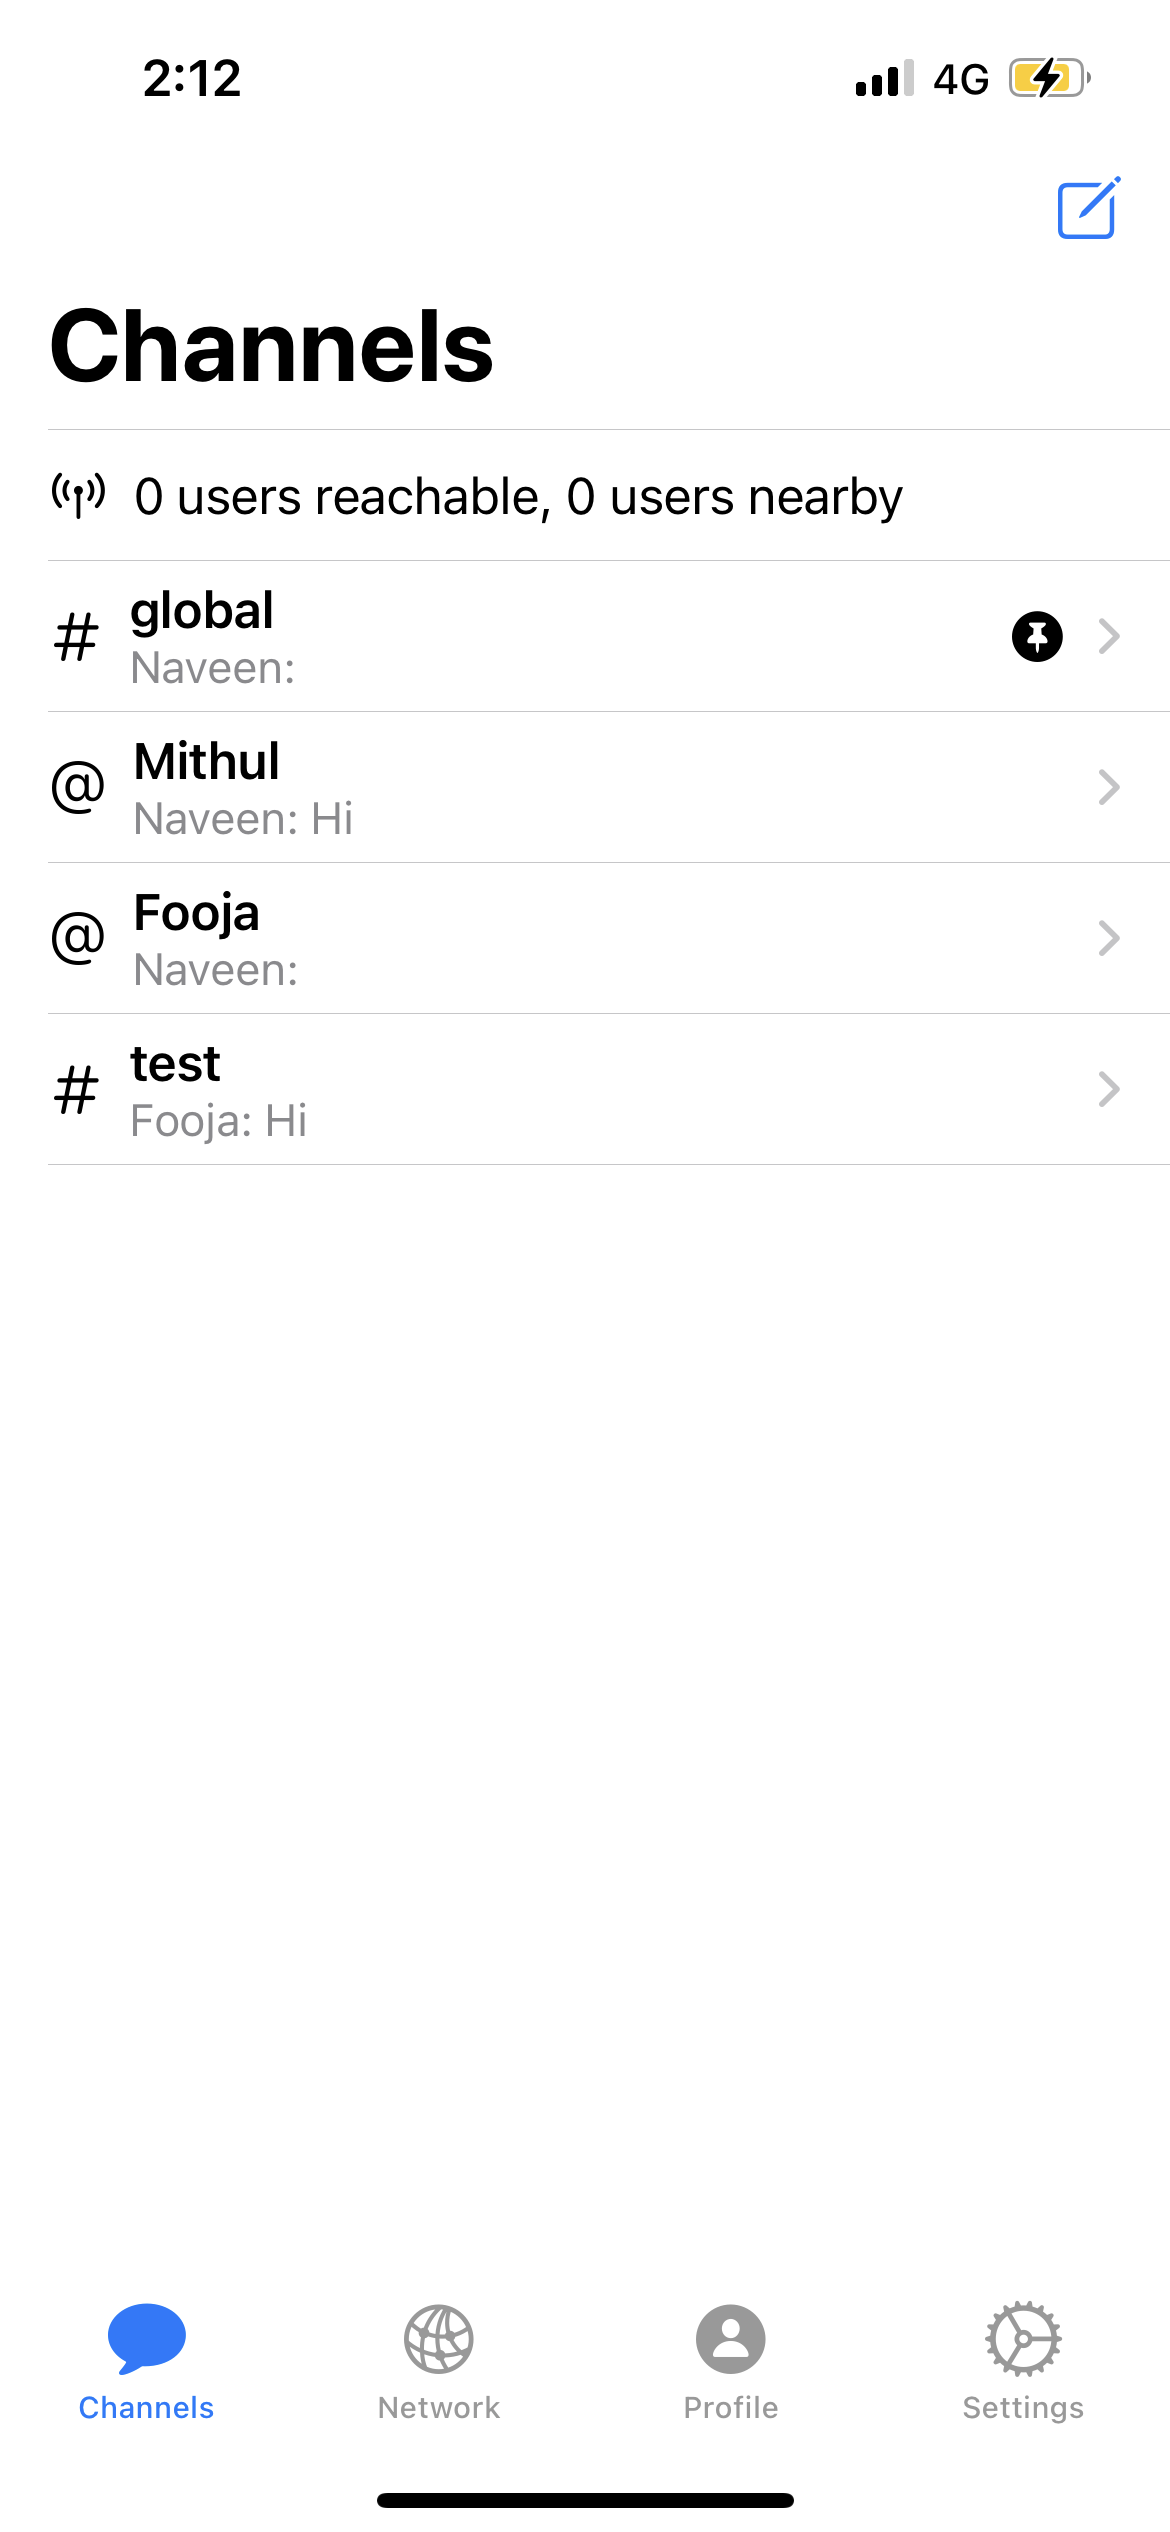 2:12 4G
Channels
0 users reachable, 0 users nearby
# global
Naveen:
@ Mithul
Naveen: Hi
@ Fooja
Naveen:
# test
Fooja: Hi
Channels Network Profile Settings